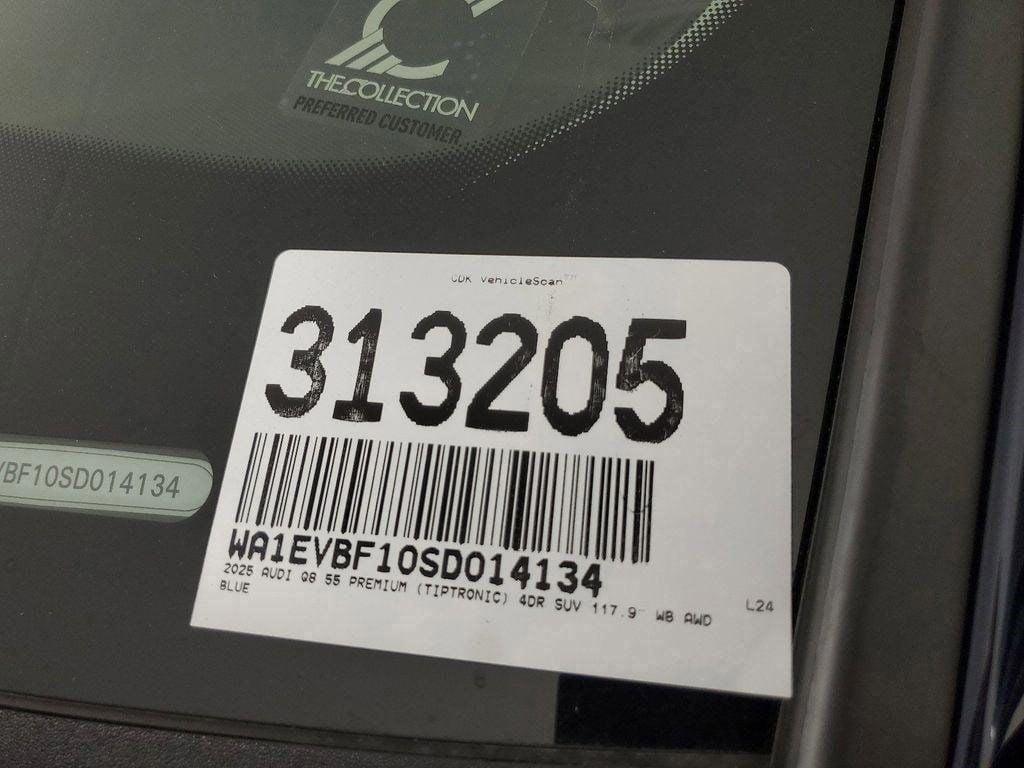 THE COLLECTION
PREFERRED CUSTOMER
CDK VehicleScan™
313205
VBF10SD014134
WA1EVBF10SD014134
2025 AUDI Q8 55 PREMIUM (TIPTRONIC) 4DR SUV 117.9" WB AWD
L24
BLUE